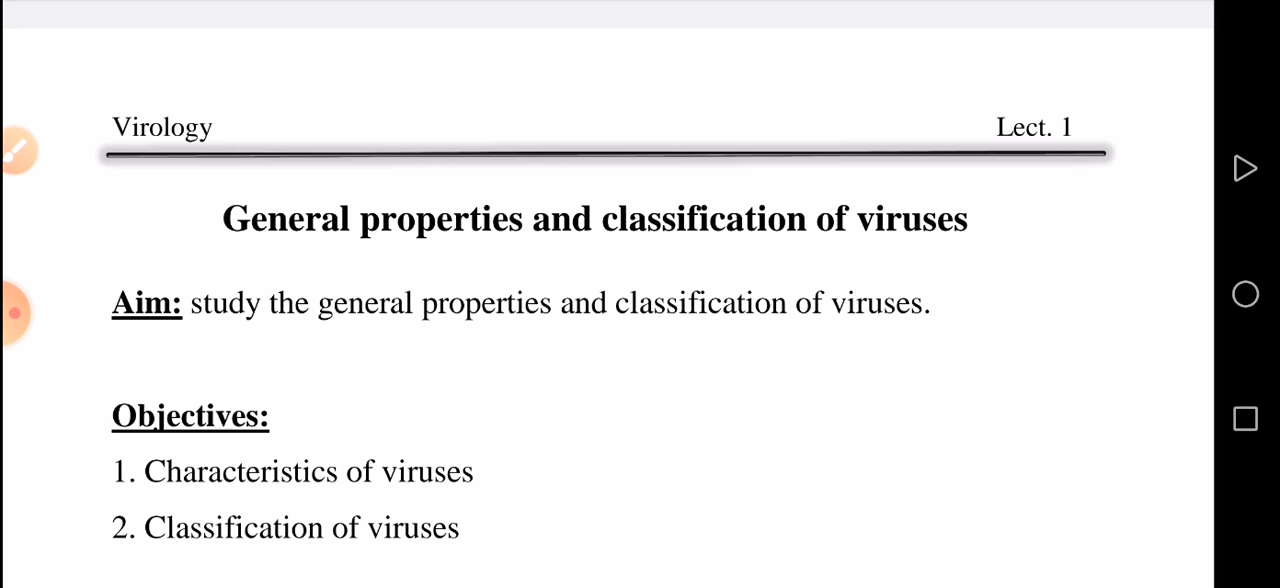 Virology Lect. 1
General properties and classification of viruses
Aim: study the general properties and classification of viruses.
Objectives:
1. Characteristics of viruses
2. Classification of viruses